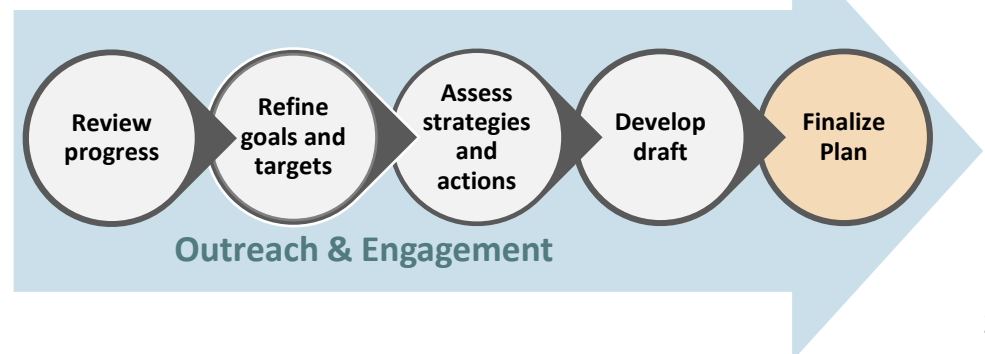 Review
progress
Refine
goals and
targets
Assess
strategies
and
actions
Develop
draft
Finalize
Plan
Outreach & Engagement